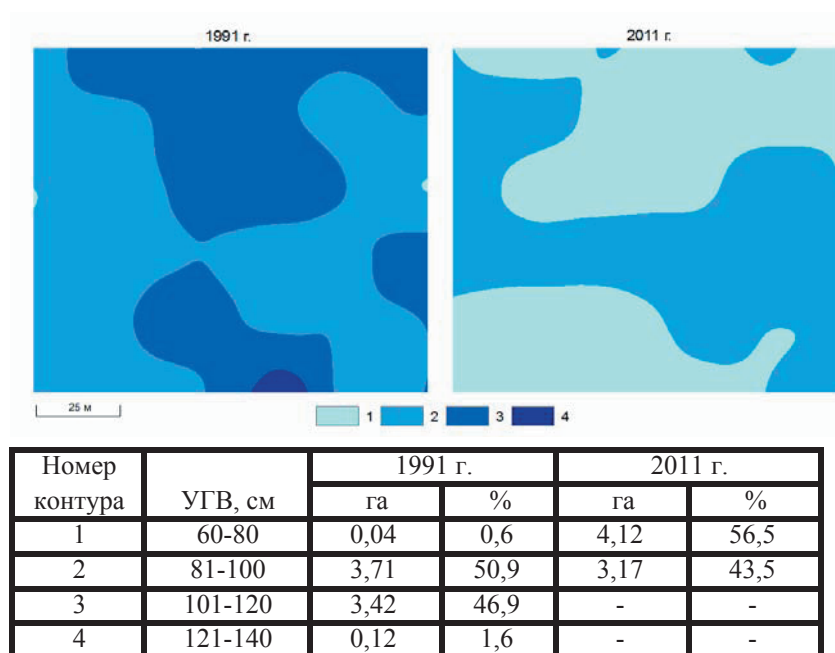 1991 г.
2011 г.
25 м
1 2 3 4
Номер контура УГВ, см 1991 г. 2011 г.
га % га %
1 60-80 0,04 0,6 4,12 56,5
2 81-100 3,71 50,9 3,17 43,5
3 101-120 3,42 46,9 - -
4 121-140 0,12 1,6 - -